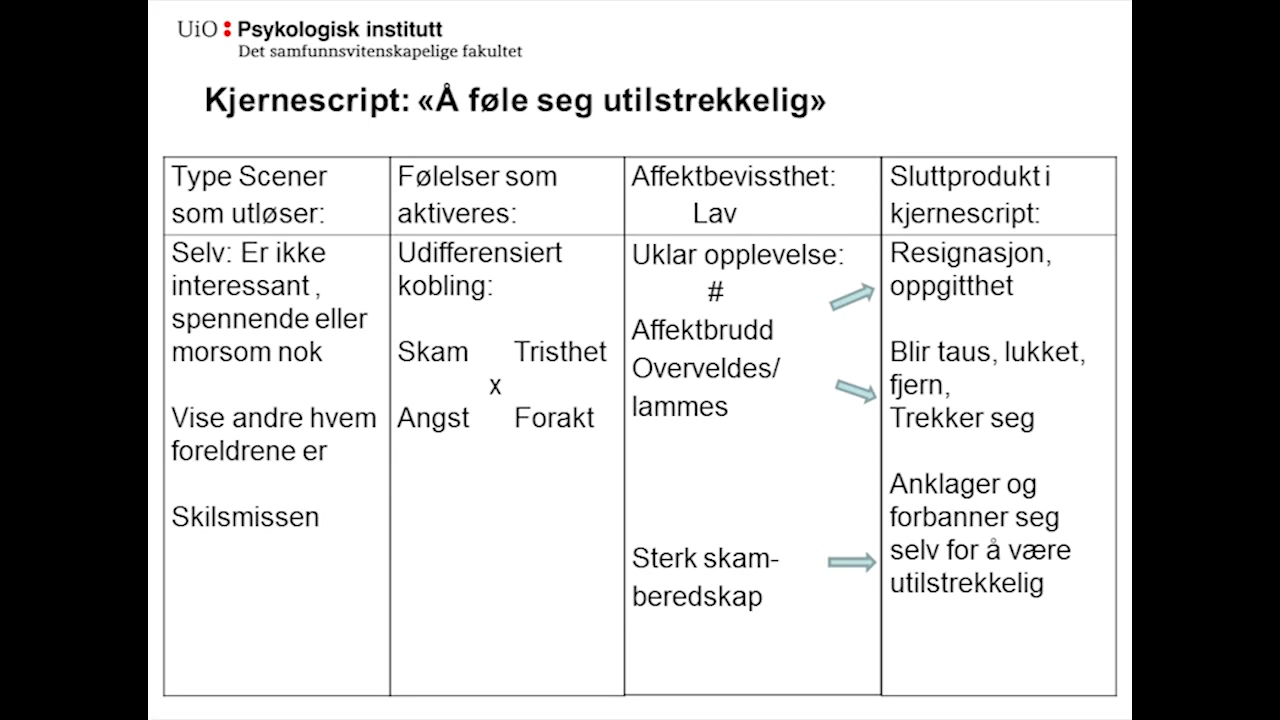 UiO : Psykologisk institutt
Det samfunnsvitenskapelige fakultet
Kjernescript: «Å føle seg utilstrekkelig»
Type Scener
som utløser:
Følelser som
aktiveres:
Affektbevissthet:
Lav
Sluttprodukt i
kjernescript:
Selv: Er ikke
interessant ,
spennende eller
morsom nok
Vise andre hvem
foreldrene er
Skilsmissen
Udifferensiert
kobling:
Skam Tristhet
x
Angst Forakt
Uklar opplevelse:
#
Affektbrudd
Overveldes/
lammes
Sterk skam-
beredskap
Resignasjon,
oppgitthet
Blir taus, lukket,
fjern,
Trekker seg
Anklager og
forbanner seg
selv for å være
utilstrekkelig